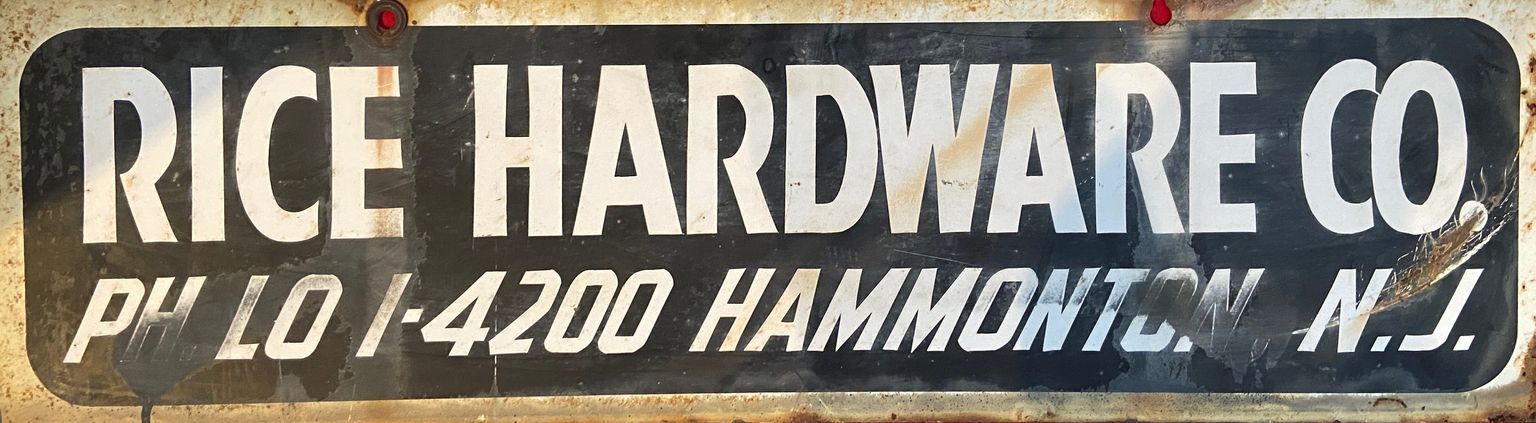 RICE HARDWARE CO.
PH. LO 1-4200 HAMMONTON N.J.